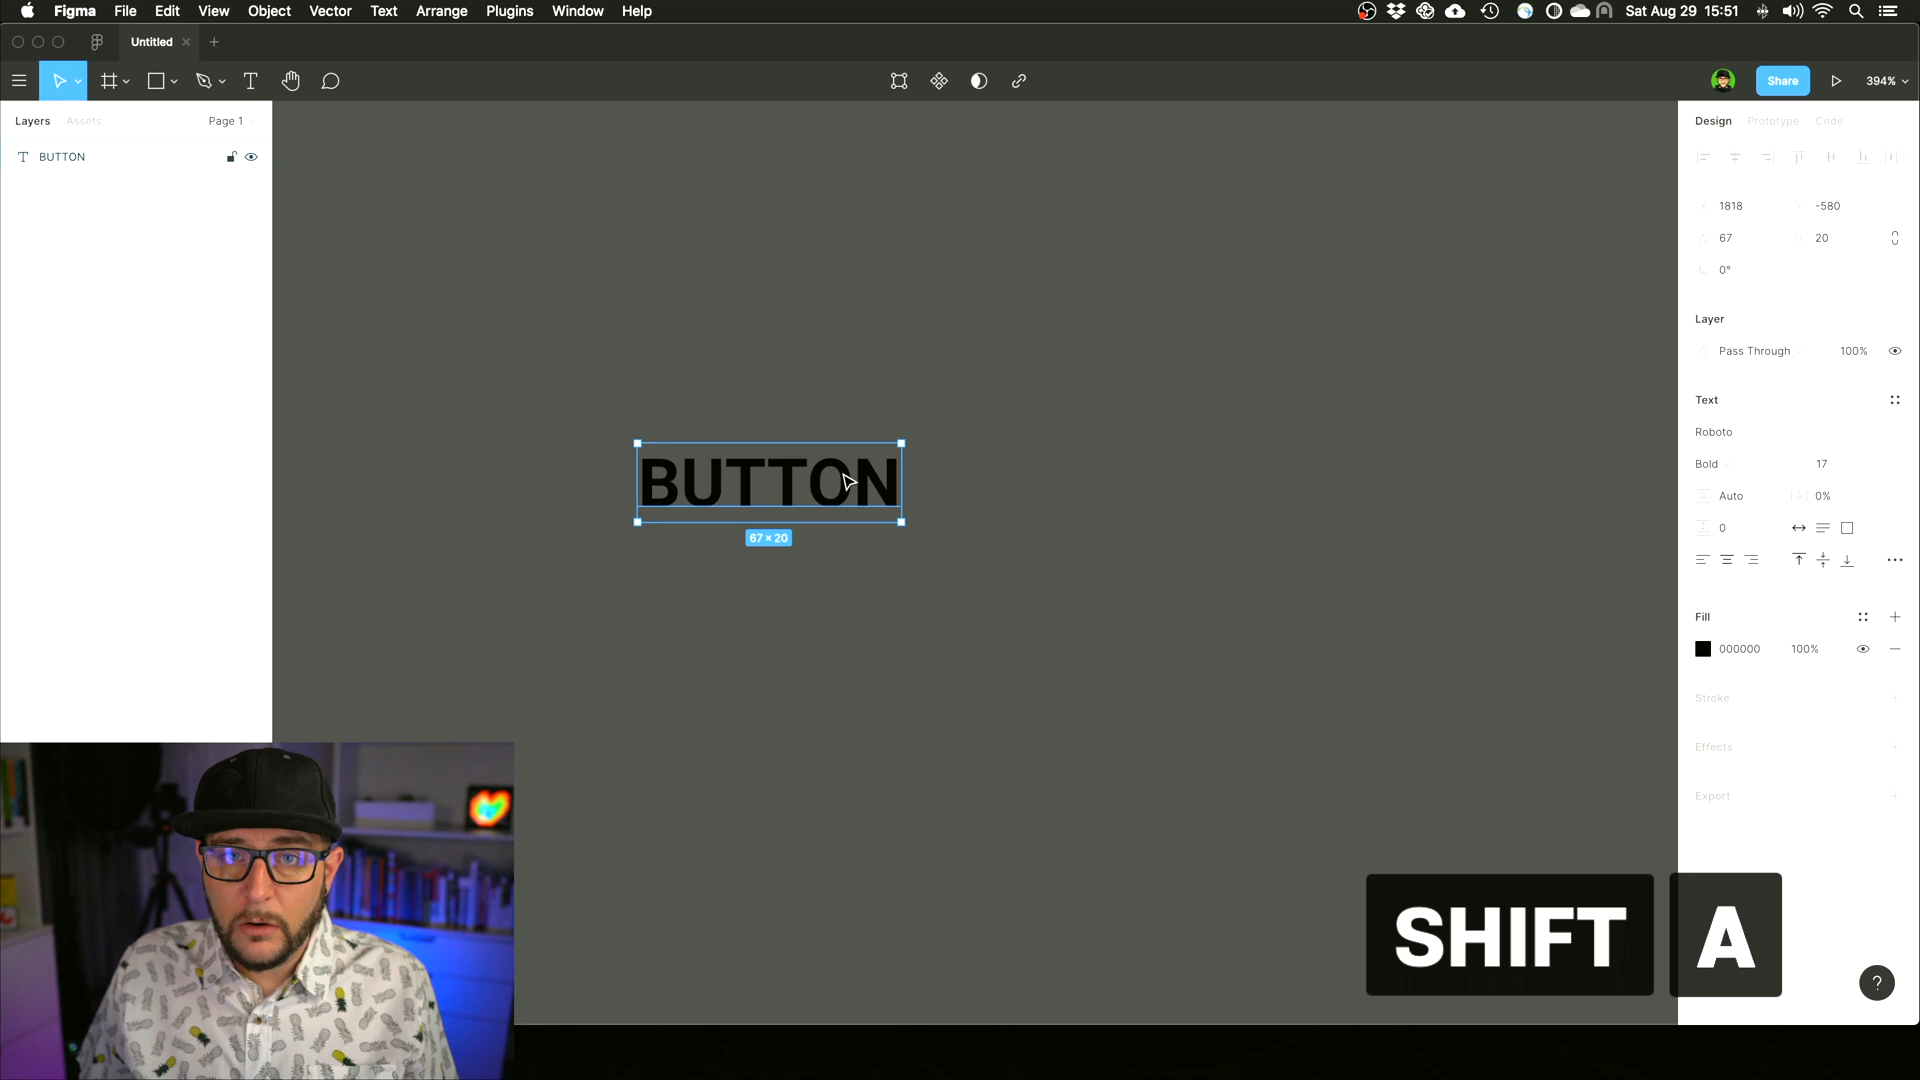 Figma File Edit View Object Vector Text Arrange Plugins Window Help Sat Aug 29 15:51
Untitled
Share 394%
Layers Assets Page 1
BUTTON
Design Prototype Code
1818 -580
67 20
0°
Layer
Pass Through 100%
Text
Roboto
Bold 17
Auto 0%
0
Fill
000000 100%
Stroke
Effects
Export
BUTTON
67 × 20
SHIFT A
?